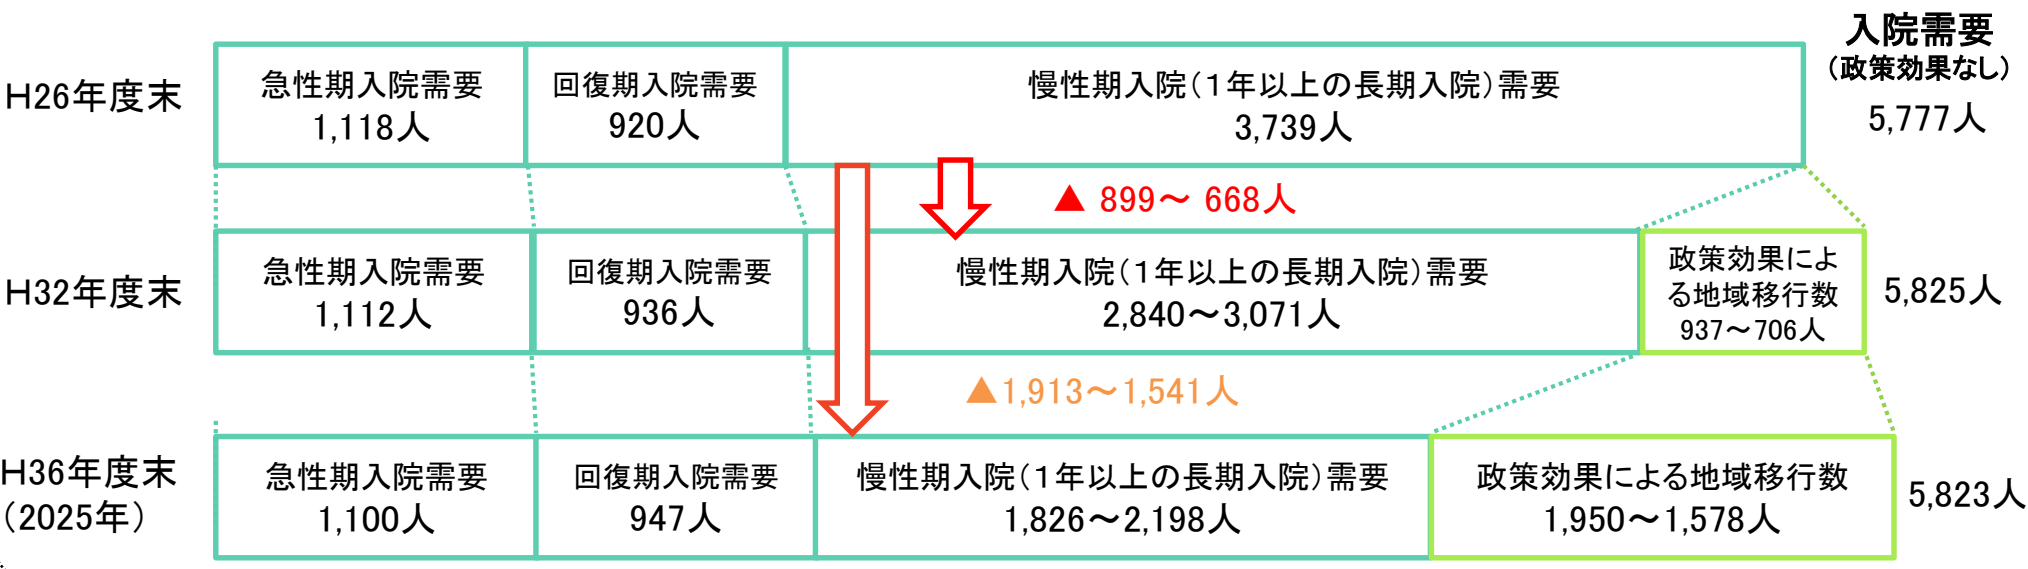 入院需要
（政策効果なし）
H26年度末
急性期入院需要
1,118人
回復期入院需要
920人
慢性期入院（１年以上の長期入院）需要
3,739人
5,777人
▲ 899～ 668人
H32年度末
急性期入院需要
1,112人
回復期入院需要
936人
慢性期入院（１年以上の長期入院）需要
2,840～3,071人
政策効果によ
る地域移行数
937～706人
5,825人
▲1,913～1,541人
H36年度末
（2025年）
急性期入院需要
1,100人
回復期入院需要
947人
慢性期入院（１年以上の長期入院）需要
1,826～2,198人
政策効果による地域移行数
1,950～1,578人
5,823人